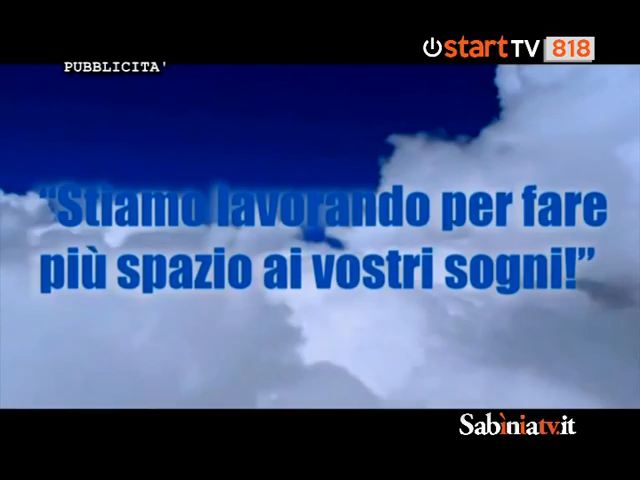 startTV 818
PUBBLICITA'
“Stiamo lavorando per fare
più spazio ai vostri sogni!”
Sabìniatv.it